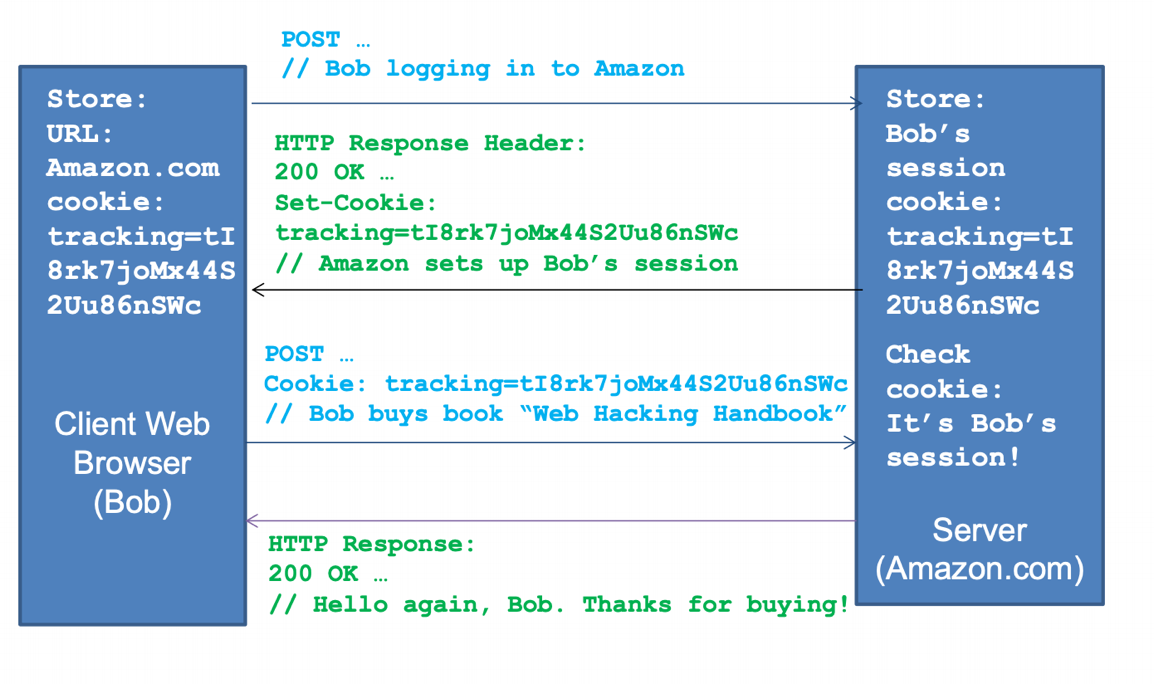 POST …
// Bob logging in to Amazon
Store:
URL:
Amazon.com
cookie:
tracking=tI
8rk7joMx44S
2Uu86nSWc
Client Web
Browser
(Bob)
HTTP Response Header:
200 OK …
Set-Cookie:
tracking=tI8rk7joMx44S2Uu86nSWc
// Amazon sets up Bob’s session
POST …
Cookie: tracking=tI8rk7joMx44S2Uu86nSWc
// Bob buys book “Web Hacking Handbook”
HTTP Response:
200 OK …
// Hello again, Bob. Thanks for buying!
Store:
Bob’s
session
cookie:
tracking=tI
8rk7joMx44S
2Uu86nSWc
Check
cookie:
It’s Bob’s
session!
Server
(Amazon.com)